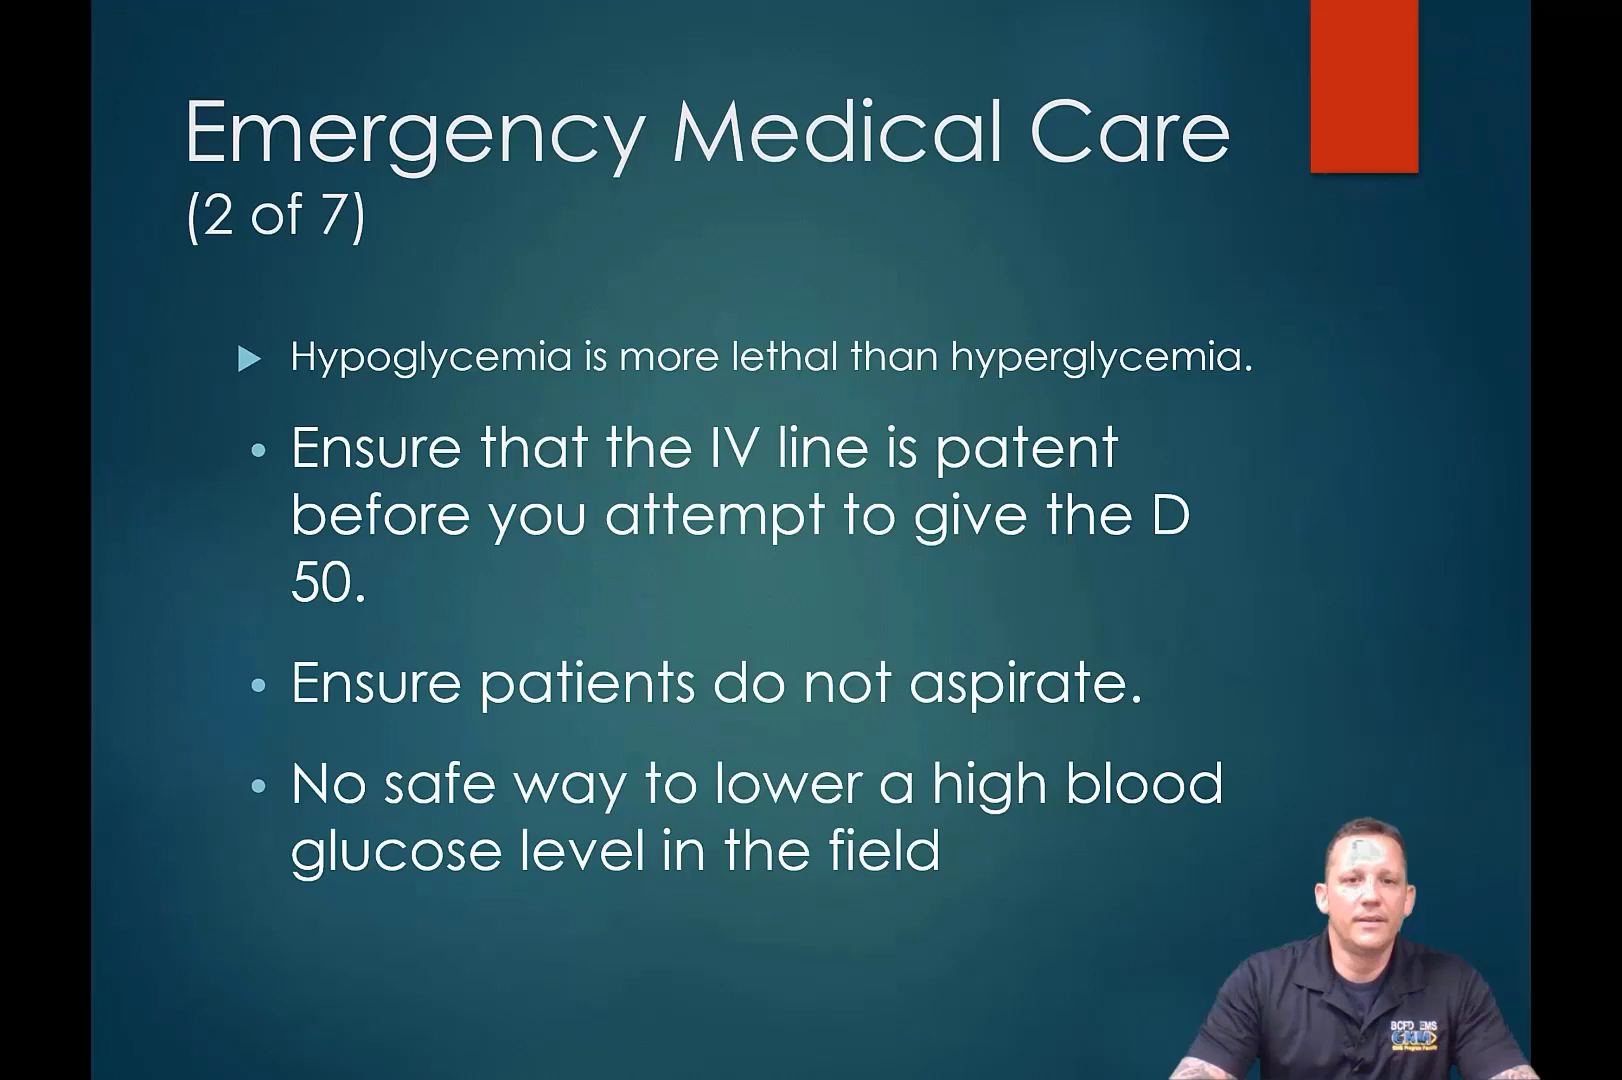 Emergency Medical Care
(2 of 7)
Hypoglycemia is more lethal than hyperglycemia.
• Ensure that the IV line is patent
before you attempt to give the D
50.
• Ensure patients do not aspirate.
• No safe way to lower a high blood
glucose level in the field
BCFD EMS